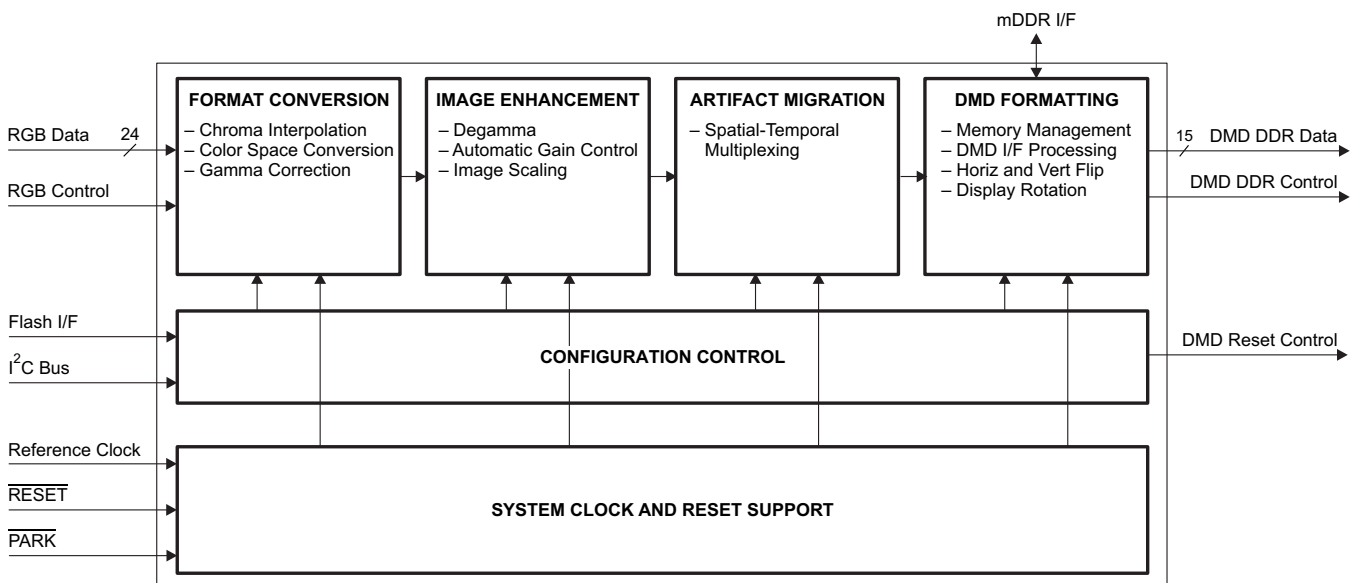 mDDR I/F
FORMAT CONVERSION
– Chroma Interpolation
– Color Space Conversion
– Gamma Correction
IMAGE ENHANCEMENT
– Degamma
– Automatic Gain Control
– Image Scaling
ARTIFACT MIGRATION
– Spatial-Temporal
Multiplexing
DMD FORMATTING
– Memory Management
– DMD I/F Processing
– Horiz and Vert Flip
– Display Rotation
RGB Data
24
RGB Control
15
DMD DDR Data
DMD DDR Control
Flash I/F
I²C Bus
CONFIGURATION CONTROL
DMD Reset Control
Reference Clock
RESET
PARK
SYSTEM CLOCK AND RESET SUPPORT